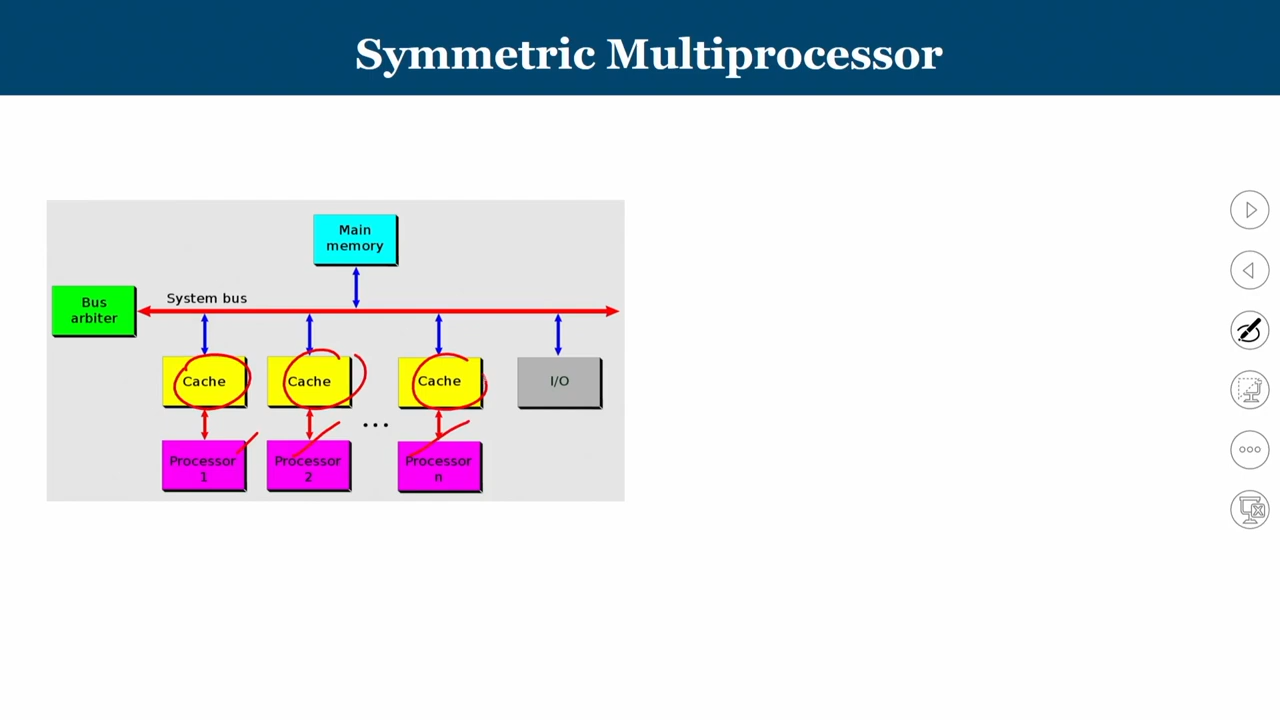 Symmetric Multiprocessor
Main
memory
System bus
Bus
arbiter
Cache
Cache
Cache
I/O
...
Processor
1
Processor
2
Processor
n